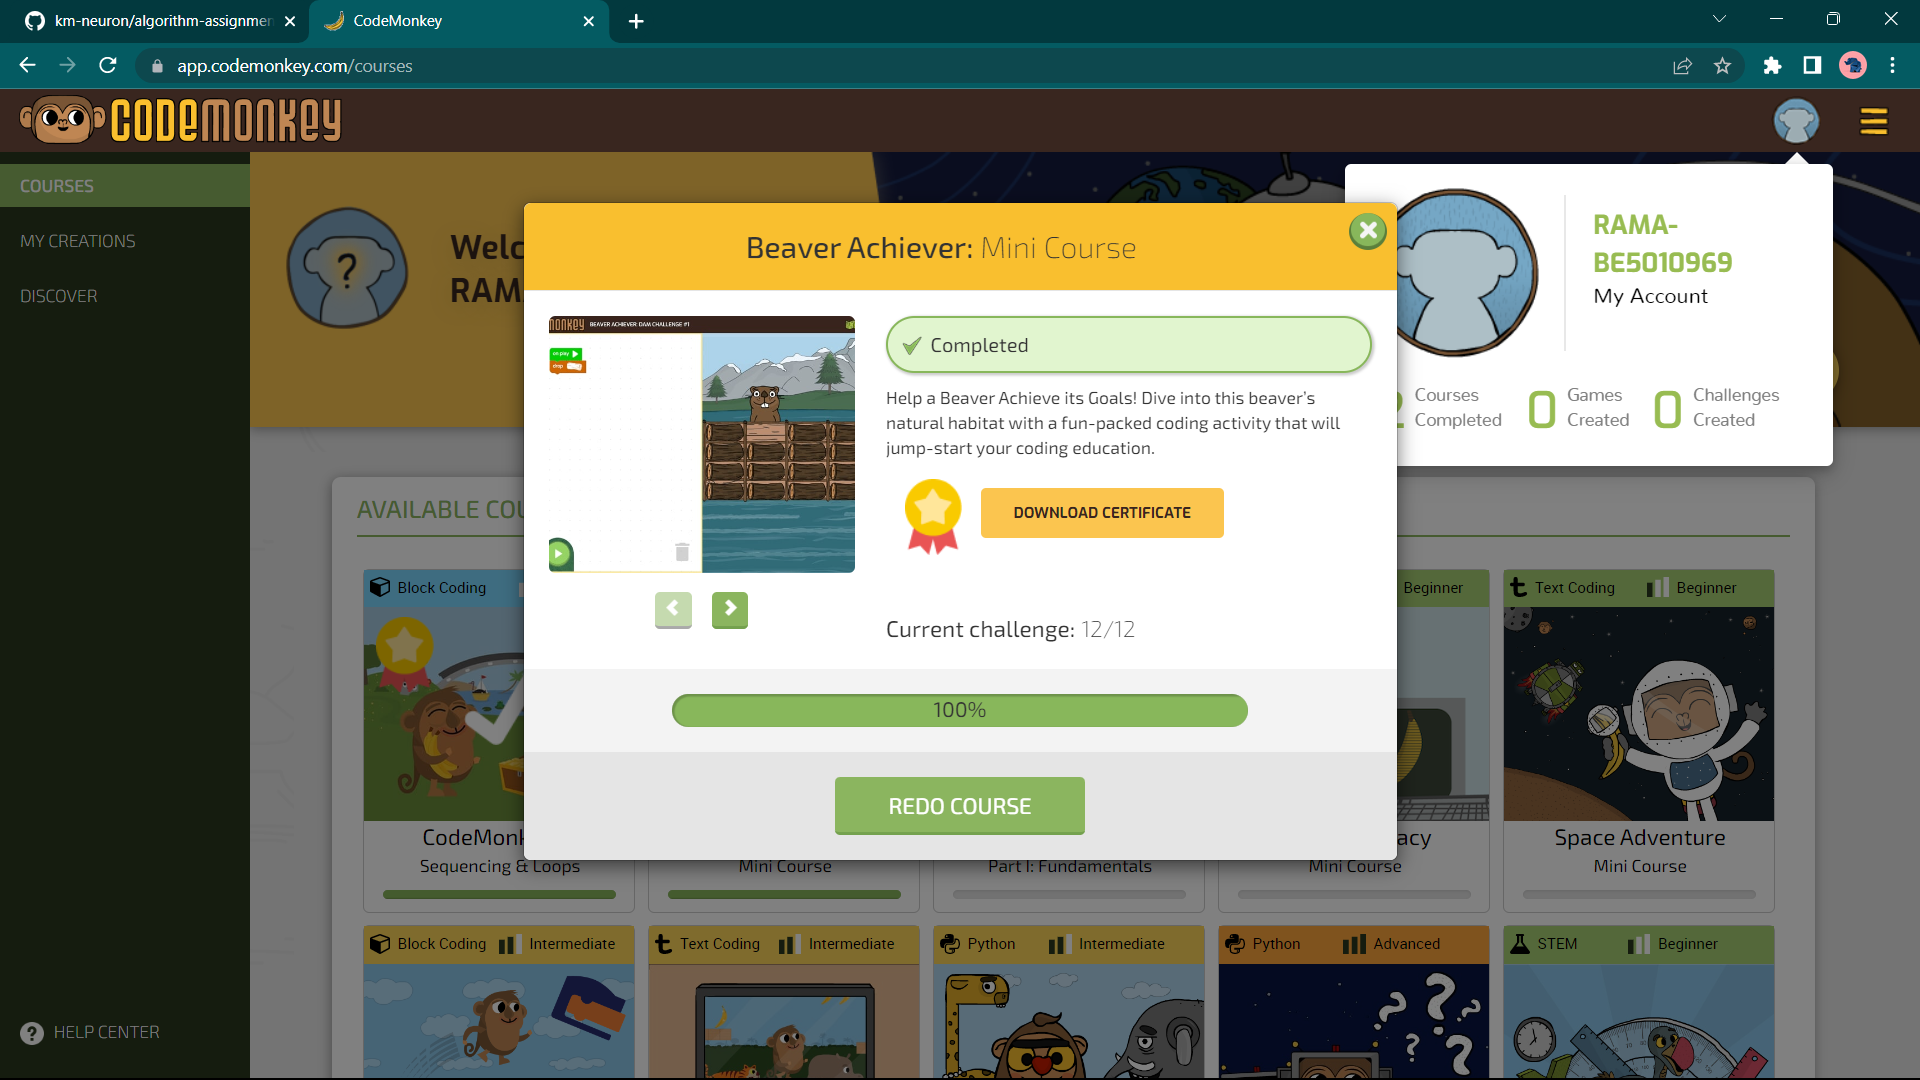 km-neuron/algorithm-assignmen
CodeMonkey
app.codemonkey.com/courses
CODEMONKEY
COURSES
MY CREATIONS
DISCOVER
HELP CENTER
Welc
RAM
RAMA-
BE5010969
My Account
Courses
Completed
0 Games
Created
0 Challenges
Created
Beaver Achiever: Mini Course
MONKEY BEAVER ACHIEVER: DAM CHALLENGE #1
on play
drop
Completed
Help a Beaver Achieve its Goals! Dive into this beaver's
natural habitat with a fun-packed coding activity that will
jump-start your coding education.
DOWNLOAD CERTIFICATE
Current challenge: 12/12
100%
REDO COURSE
AVAILABLE COU
Block Coding
CodeMonk
Sequencing & Loops
Mini Course
Part I: Fundamentals
Beginner
acy
Mini Course
Text Coding Beginner
Space Adventure
Mini Course
Block Coding Intermediate
Text Coding Intermediate
Python Intermediate
Python Advanced
STEM Beginner